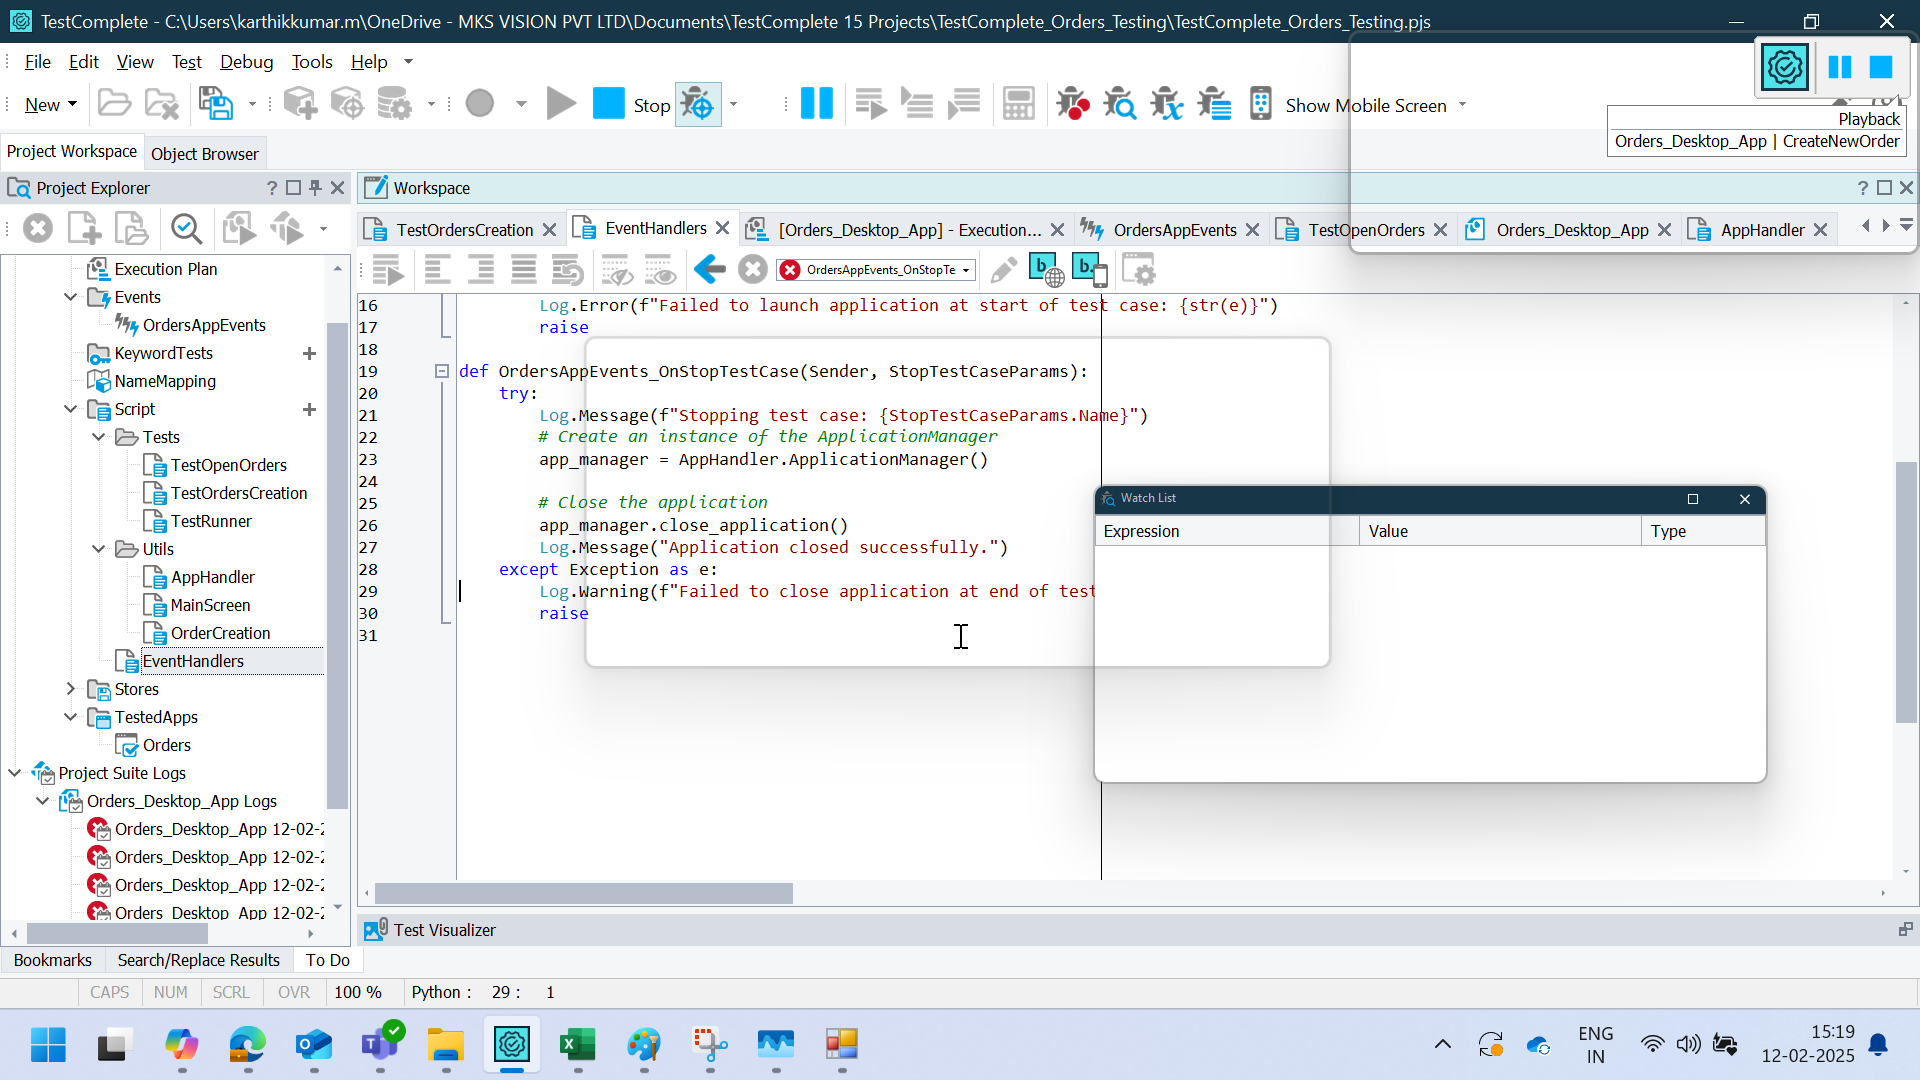 TestComplete - C:\Users\karthikkumar.m\OneDrive - MKS VISION PVT LTD\Documents\TestComplete 15 Projects\TestComplete_Orders_Testing\TestComplete_Orders_Testing.pjs
File Edit View Test Debug Tools Help
New Stop Show Mobile Screen
Playback
Orders_Desktop_App | CreateNewOrder
Project Workspace Object Browser
Project Explorer
Workspace
TestOrdersCreation EventHandlers [Orders_Desktop_App] - Execution... OrdersAppEvents TestOpenOrders Orders_Desktop_App AppHandler
OrdersAppEvents_OnStopTe
Execution Plan
Events
OrdersAppEvents
KeywordTests
NameMapping
Script
Tests
TestOpenOrders
TestOrdersCreation
TestRunner
Utils
AppHandler
MainScreen
OrderCreation
EventHandlers
Stores
TestedApps
Orders
Project Suite Logs
Orders_Desktop_App Logs
Orders_Desktop_App 12-02-2
Orders_Desktop_App 12-02-2
Orders_Desktop_App 12-02-2
Orders_Desktop_App 12-02-2
16 Log.Error(f"Failed to launch application at start of test case: {str(e)}")
17 raise
18
19 def OrdersAppEvents_OnStopTestCase(Sender, StopTestCaseParams):
20 try:
21 Log.Message(f"Stopping test case: {StopTestCaseParams.Name}")
22 # Create an instance of the ApplicationManager
23 app_manager = AppHandler.ApplicationManager()
24
25 # Close the application
26 app_manager.close_application()
27 Log.Message("Application closed successfully.")
28 except Exception as e:
29 Log.Warning(f"Failed to close application at end of test
30 raise
31
Watch List
Expression Value Type
Test Visualizer
Bookmarks Search/Replace Results To Do
CAPS NUM SCRL OVR 100 % Python : 29 : 1
ENG
IN
15:19
12-02-2025